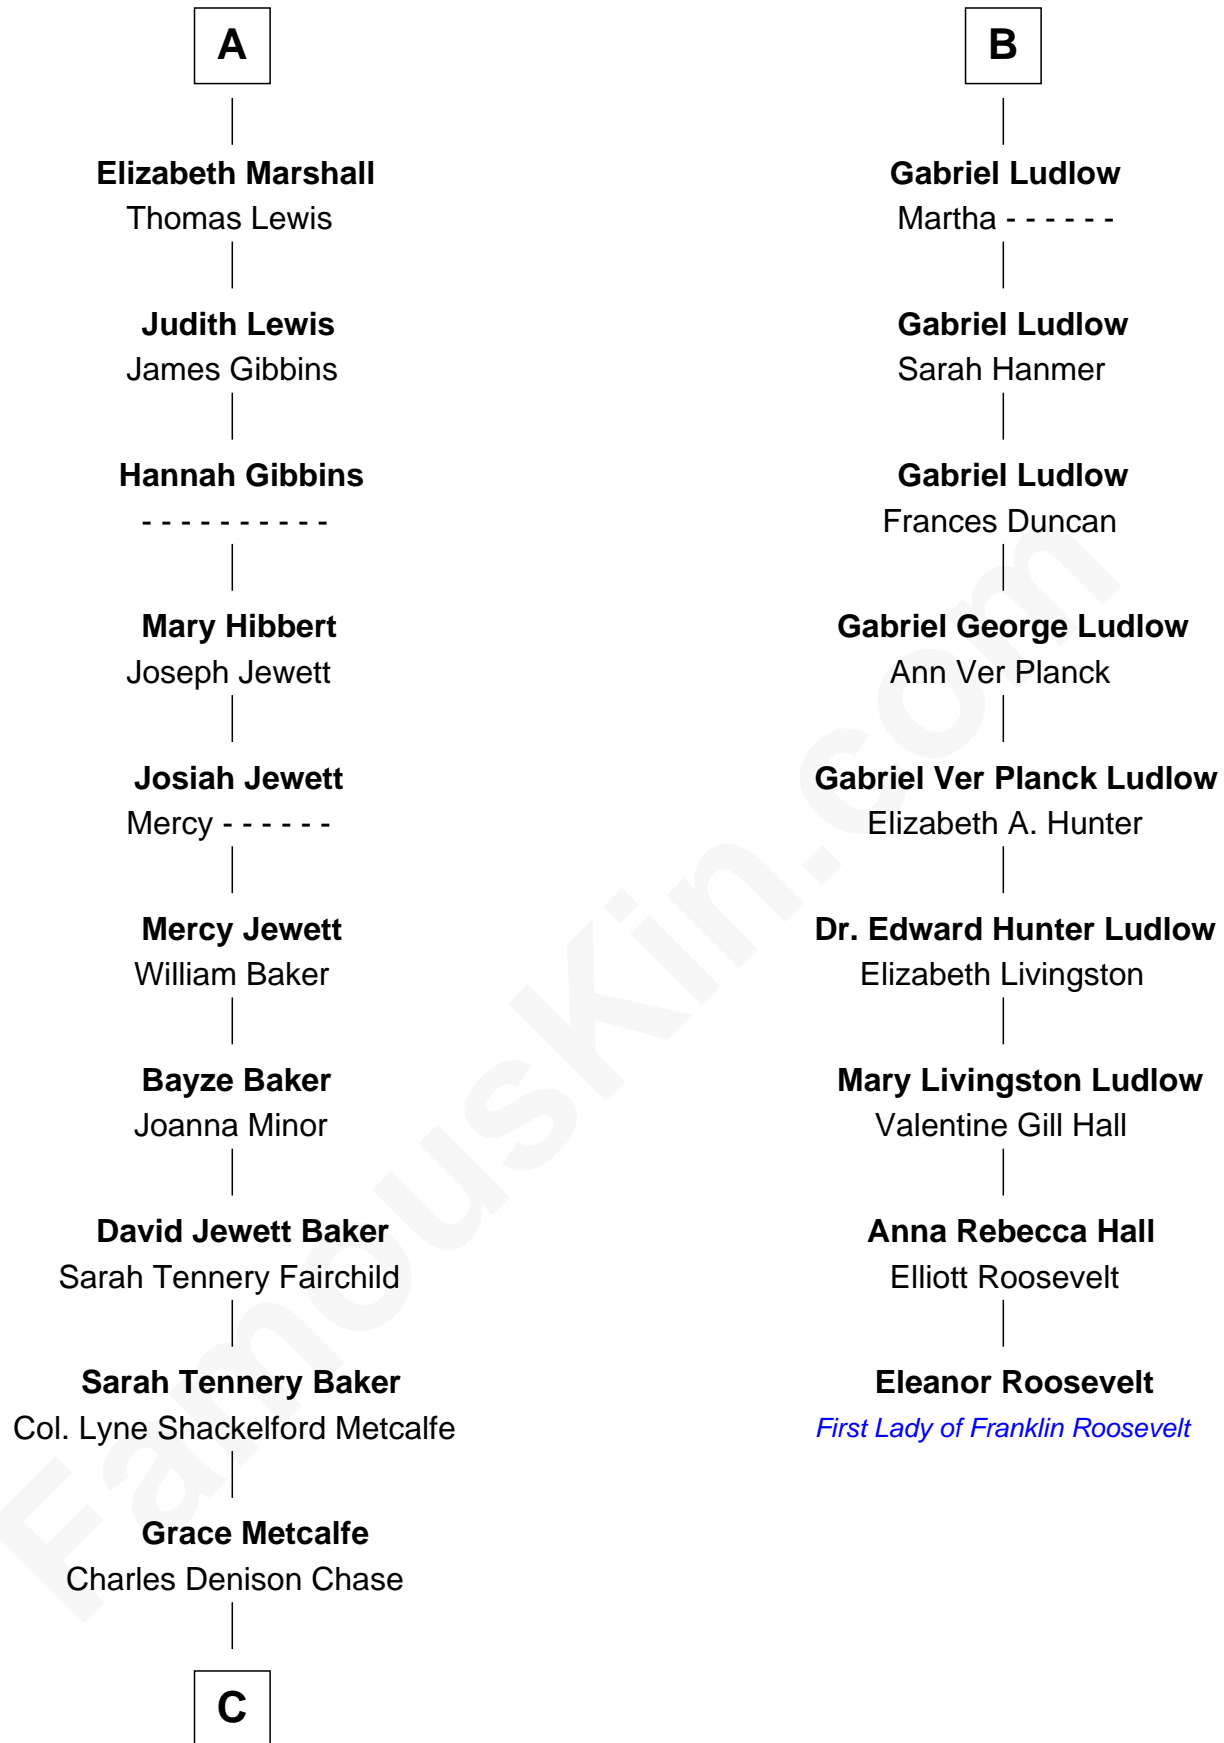 A
Elizabeth Marshall
Thomas Lewis
Judith Lewis
James Gibbins
Hannah Gibbins
- - - - - - - - - -
Mary Hibbert
Joseph Jewett
Josiah Jewett
Mercy - - - - - -
Mercy Jewett
William Baker
Bayze Baker
Joanna Minor
David Jewett Baker
Sarah Tennery Fairchild
Sarah Tennery Baker
Col. Lyne Shackelford Metcalfe
Grace Metcalfe
Charles Denison Chase
C
B
Gabriel Ludlow
Martha - - - - - -
Gabriel Ludlow
Sarah Hanmer
Gabriel Ludlow
Frances Duncan
Gabriel George Ludlow
Ann Ver Planck
Gabriel Ver Planck Ludlow
Elizabeth A. Hunter
Dr. Edward Hunter Ludlow
Elizabeth Livingston
Mary Livingston Ludlow
Valentine Gill Hall
Anna Rebecca Hall
Elliott Roosevelt
Eleanor Roosevelt
First Lady of Franklin Roosevelt
FamousKin.com